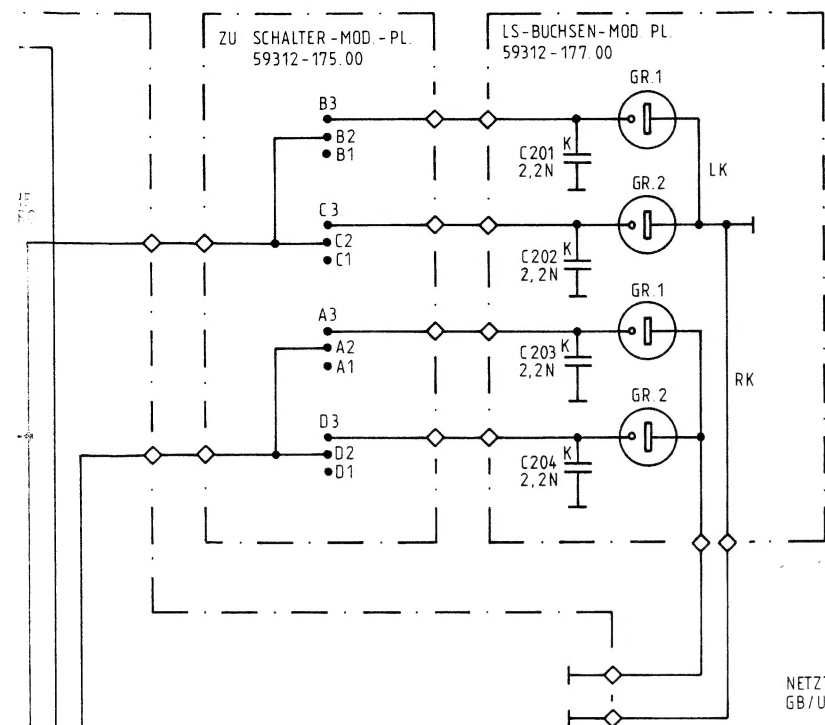 ZU SCHALTER-MOD.-PL.
59312-175.00
LS-BUCHSEN-MOD. PL.
59312-177.00
GR.1
B3
B2
B1
C201
2,2N
K
LK
GR.2
C3
C2
C1
C202
2,2N
K
GR.1
A3
A2
A1
C203
2,2N
K
RK
GR.2
D3
D2
D1
C204
2,2N
K
GB/U